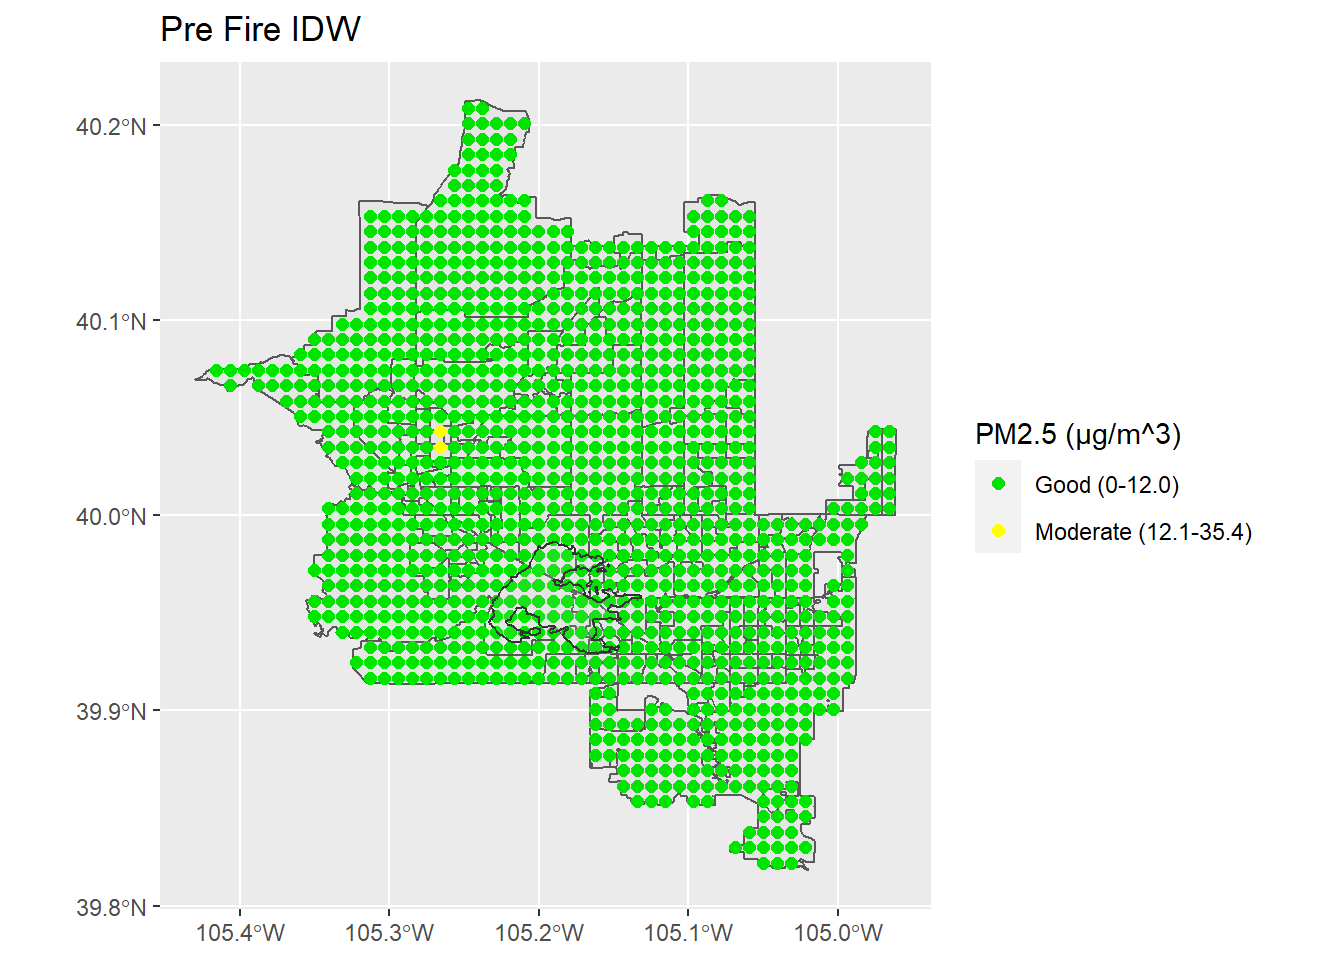 Pre Fire IDW
40.2°N
40.1°N
40.0°N
39.9°N
39.8°N
105.4°W
105.3°W
105.2°W
105.1°W
105.0°W
PM2.5 (µg/m^3)
Good (0-12.0)
Moderate (12.1-35.4)